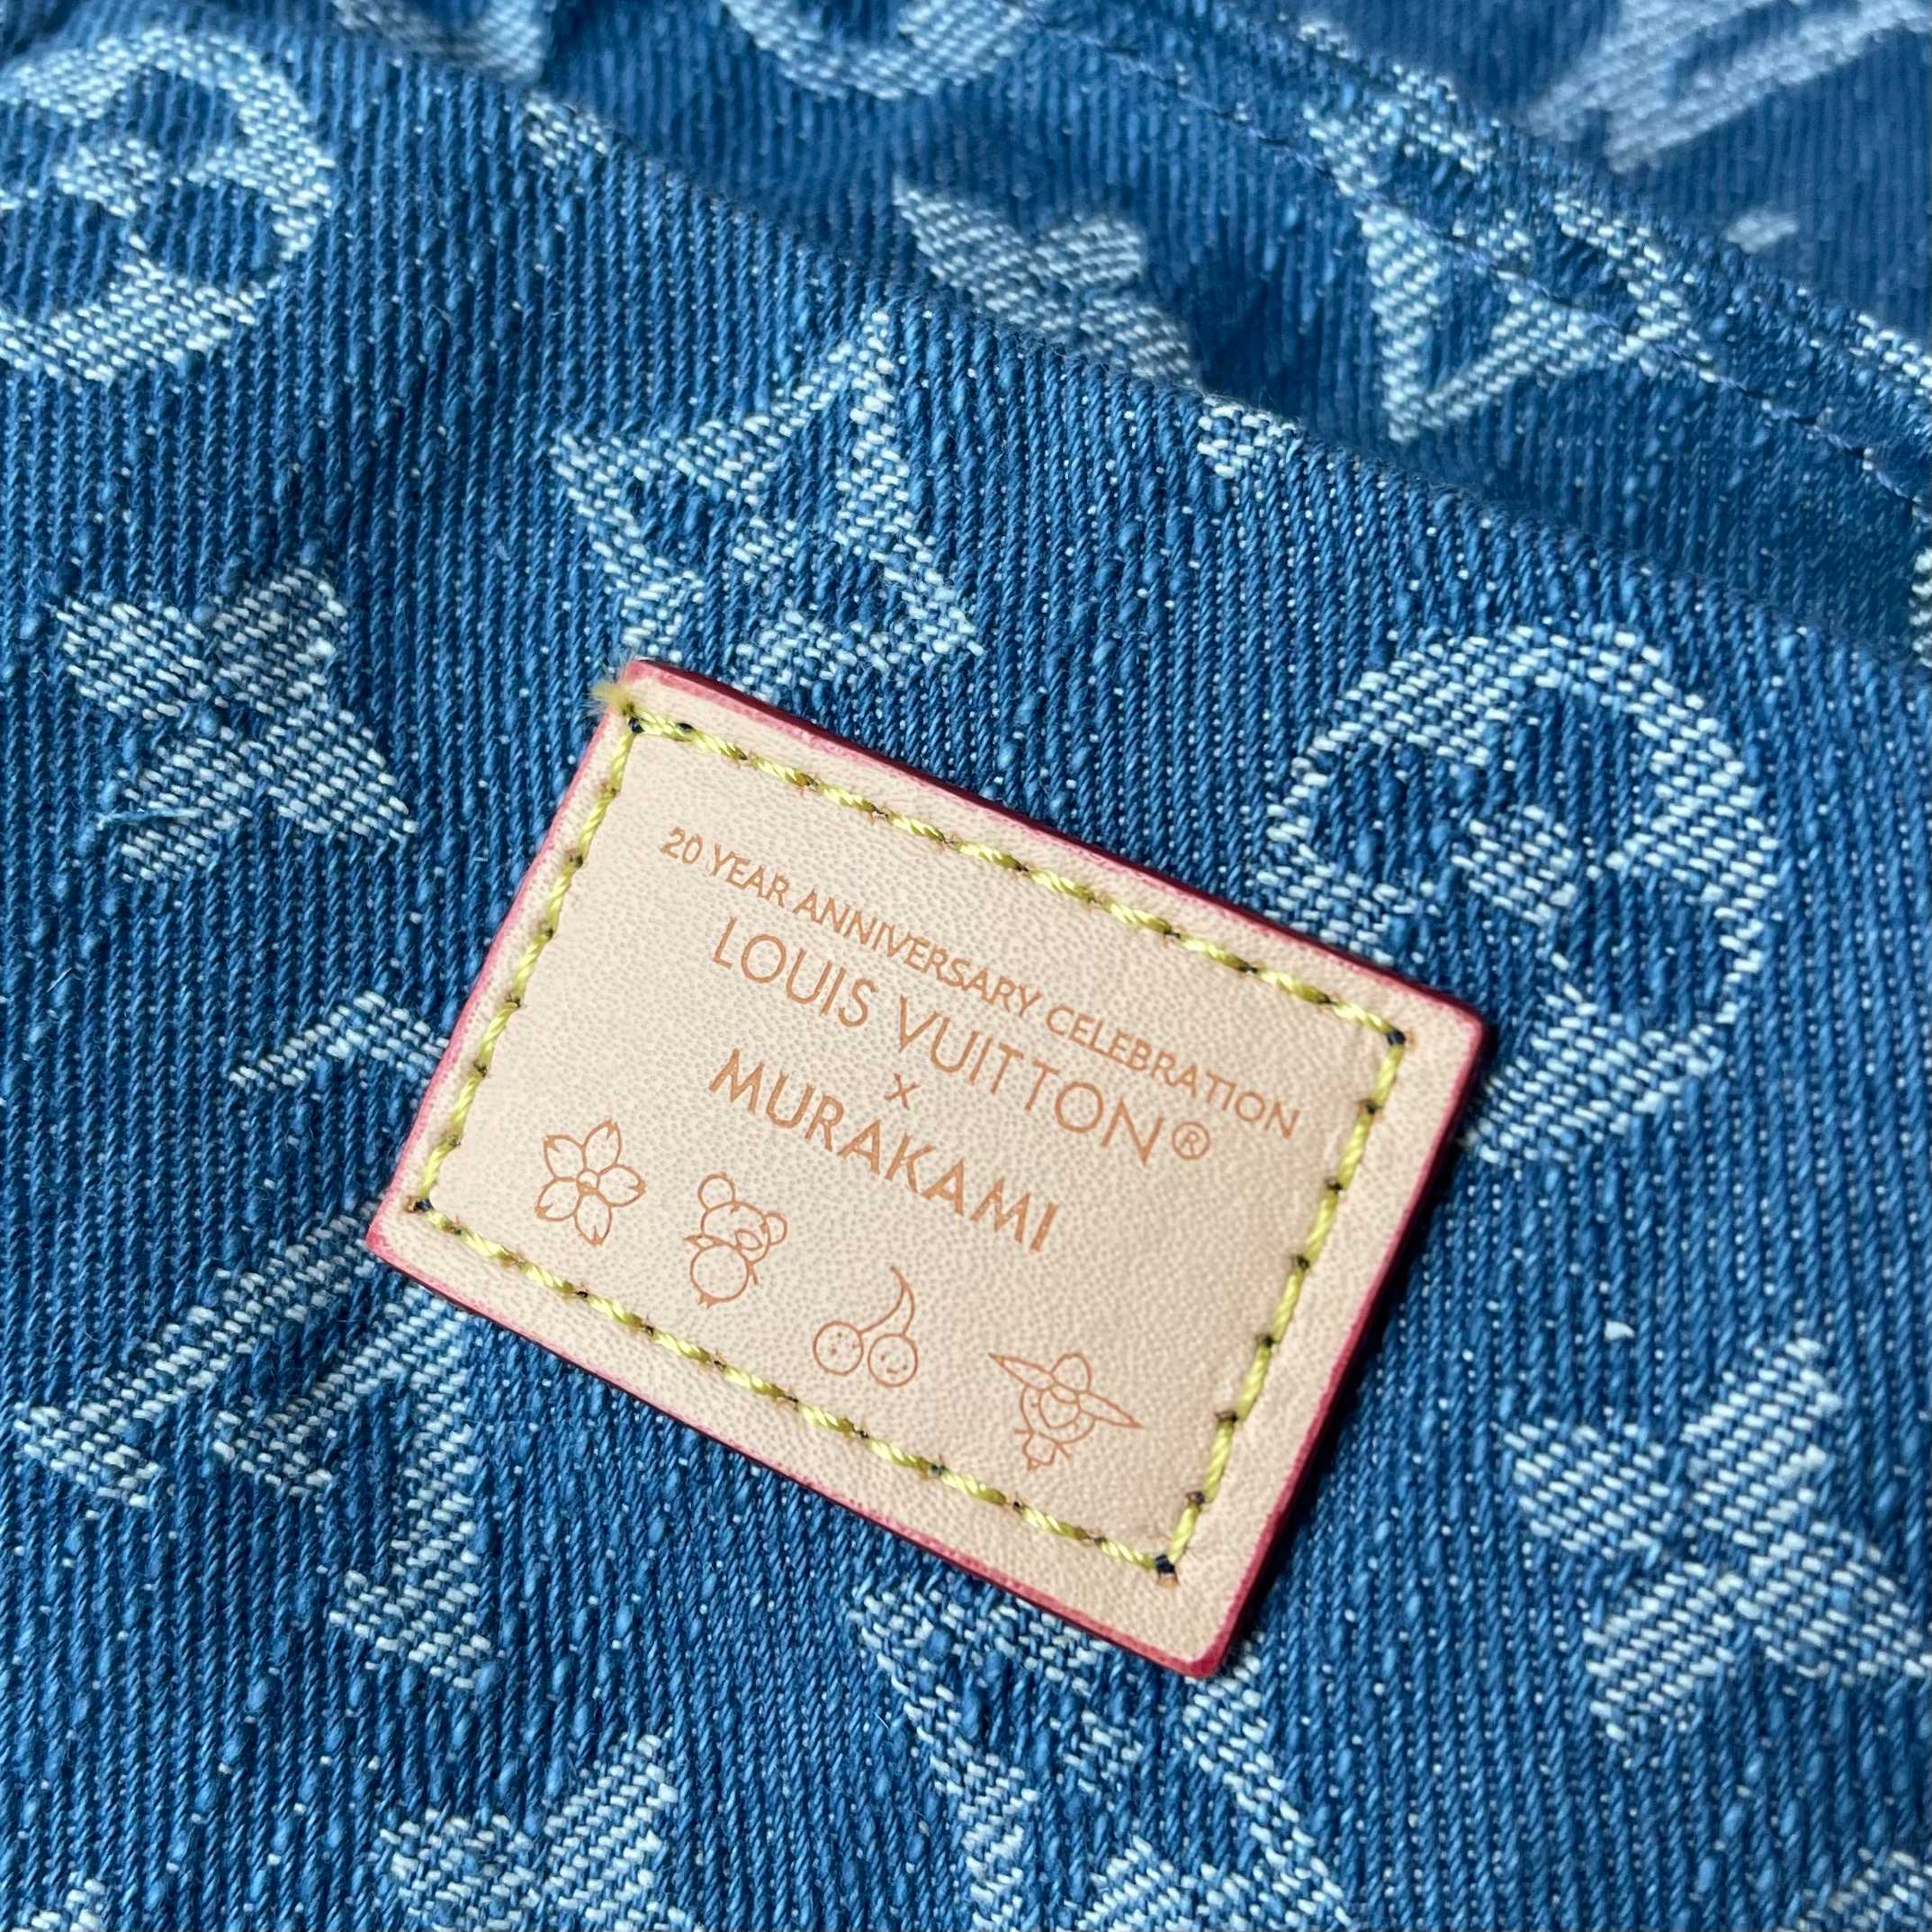 20 YEAR ANNIVERSARY CELEBRATION
LOUIS VUITTON®
X
MURAKAMI